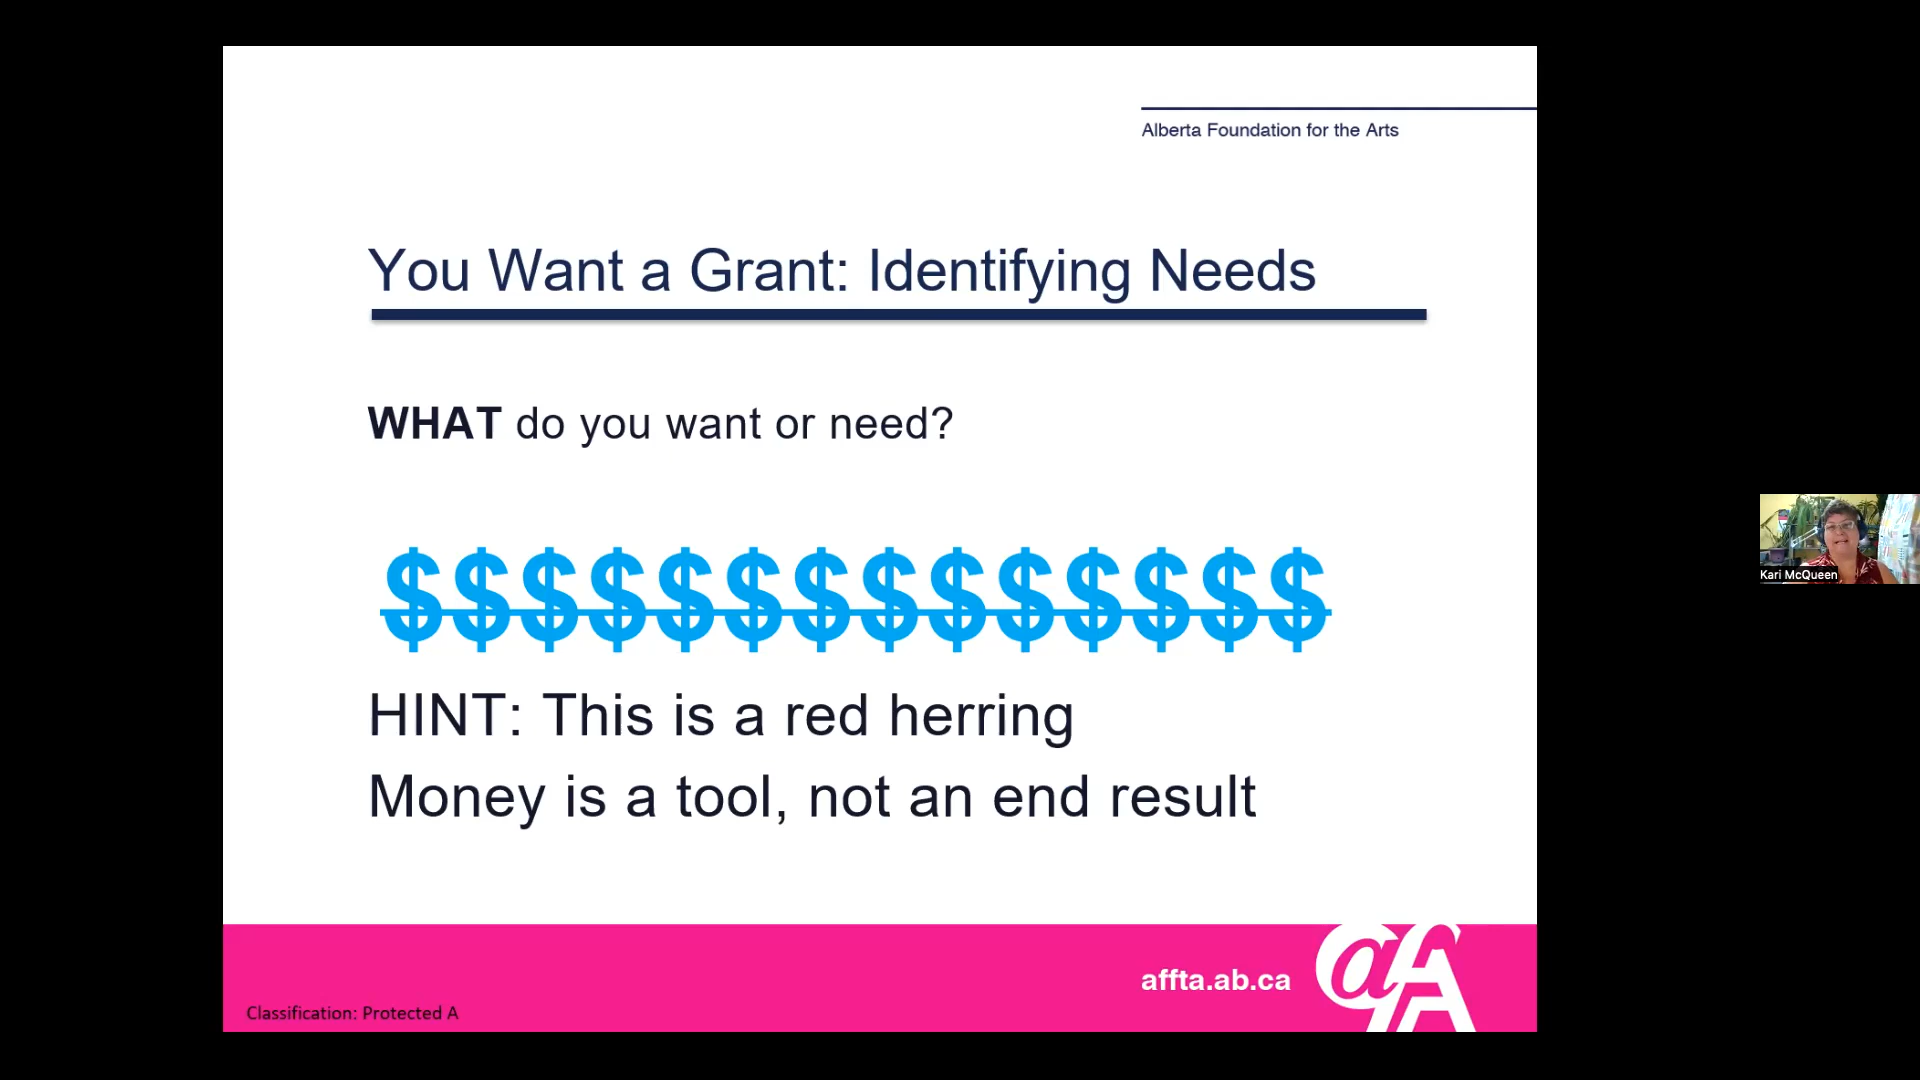 Alberta Foundation for the Arts
You Want a Grant: Identifying Needs
WHAT do you want or need?
$$$$$$$$$$$$$$
HINT: This is a red herring
Money is a tool, not an end result
Kari McQueen
affta.ab.ca
afA
Classification: Protected A